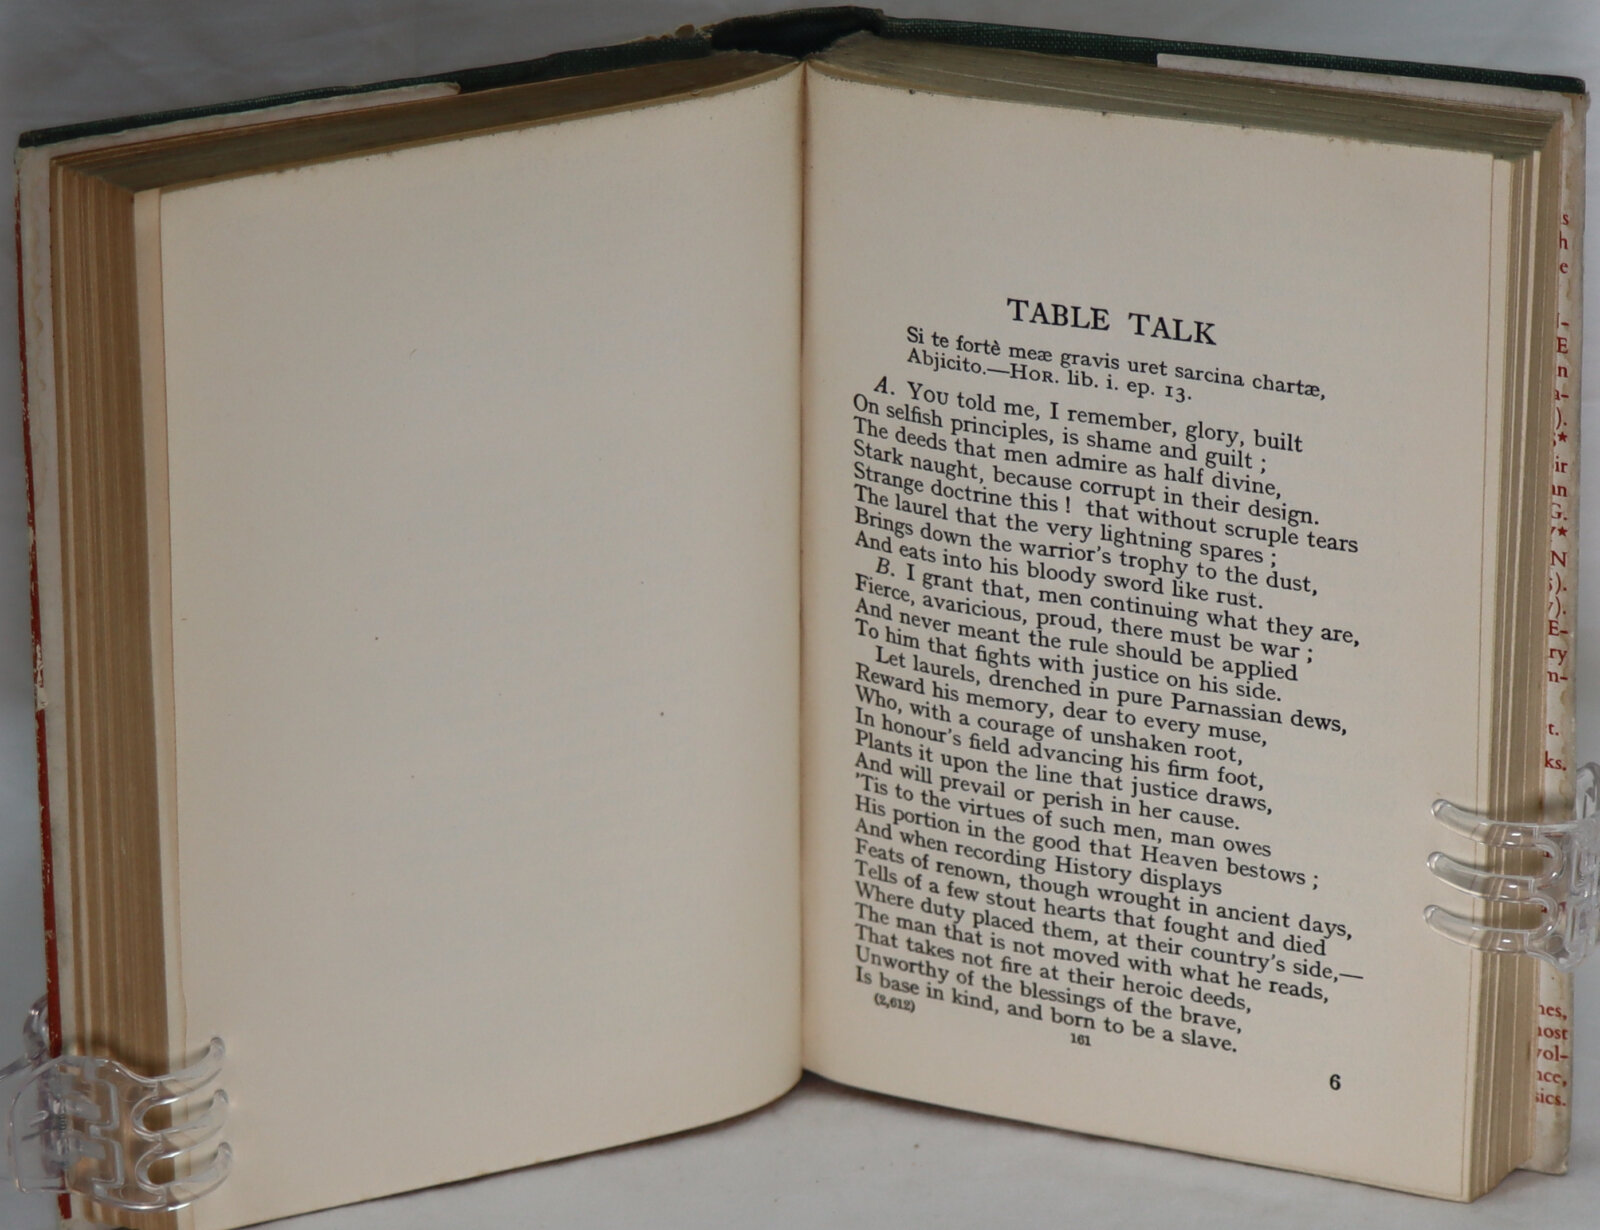 TABLE TALK
Si te fortè meæ gravis uret sarcina chartæ,
Abjicito.—HOR. lib. i. ep. 13.
A. YOU told me, I remember, glory, built
On selfish principles, is shame and guilt ;
The deeds that men admire as half divine,
Stark naught, because corrupt in their design.
Strange doctrine this ! that without scruple tears
The laurel that the very lightning spares ;
Brings down the warrior's trophy to the dust,
And eats into his bloody sword like rust.
B. I grant that, men continuing what they are,
Fierce, avaricious, proud, there must be war ;
And never meant the rule should be applied
To him that fights with justice on his side.
Let laurels, drenched in pure Parnassian dews,
Reward his memory, dear to every muse,
Who, with a courage of unshaken root,
In honour's field advancing his firm foot,
Plants it upon the line that justice draws,
And will prevail or perish in her cause.
'Tis to the virtues of such men, man owes
His portion in the good that Heaven bestows ;
And when recording History displays
Feats of renown, though wrought in ancient days,
Tells of a few stout hearts that fought and died
Where duty placed them, at their country's side,—
The man that is not moved with what he reads,
That takes not fire at their heroic deeds,
Unworthy of the blessings of the brave,
Is base in kind, and born to be a slave.
(2,612)
161
6